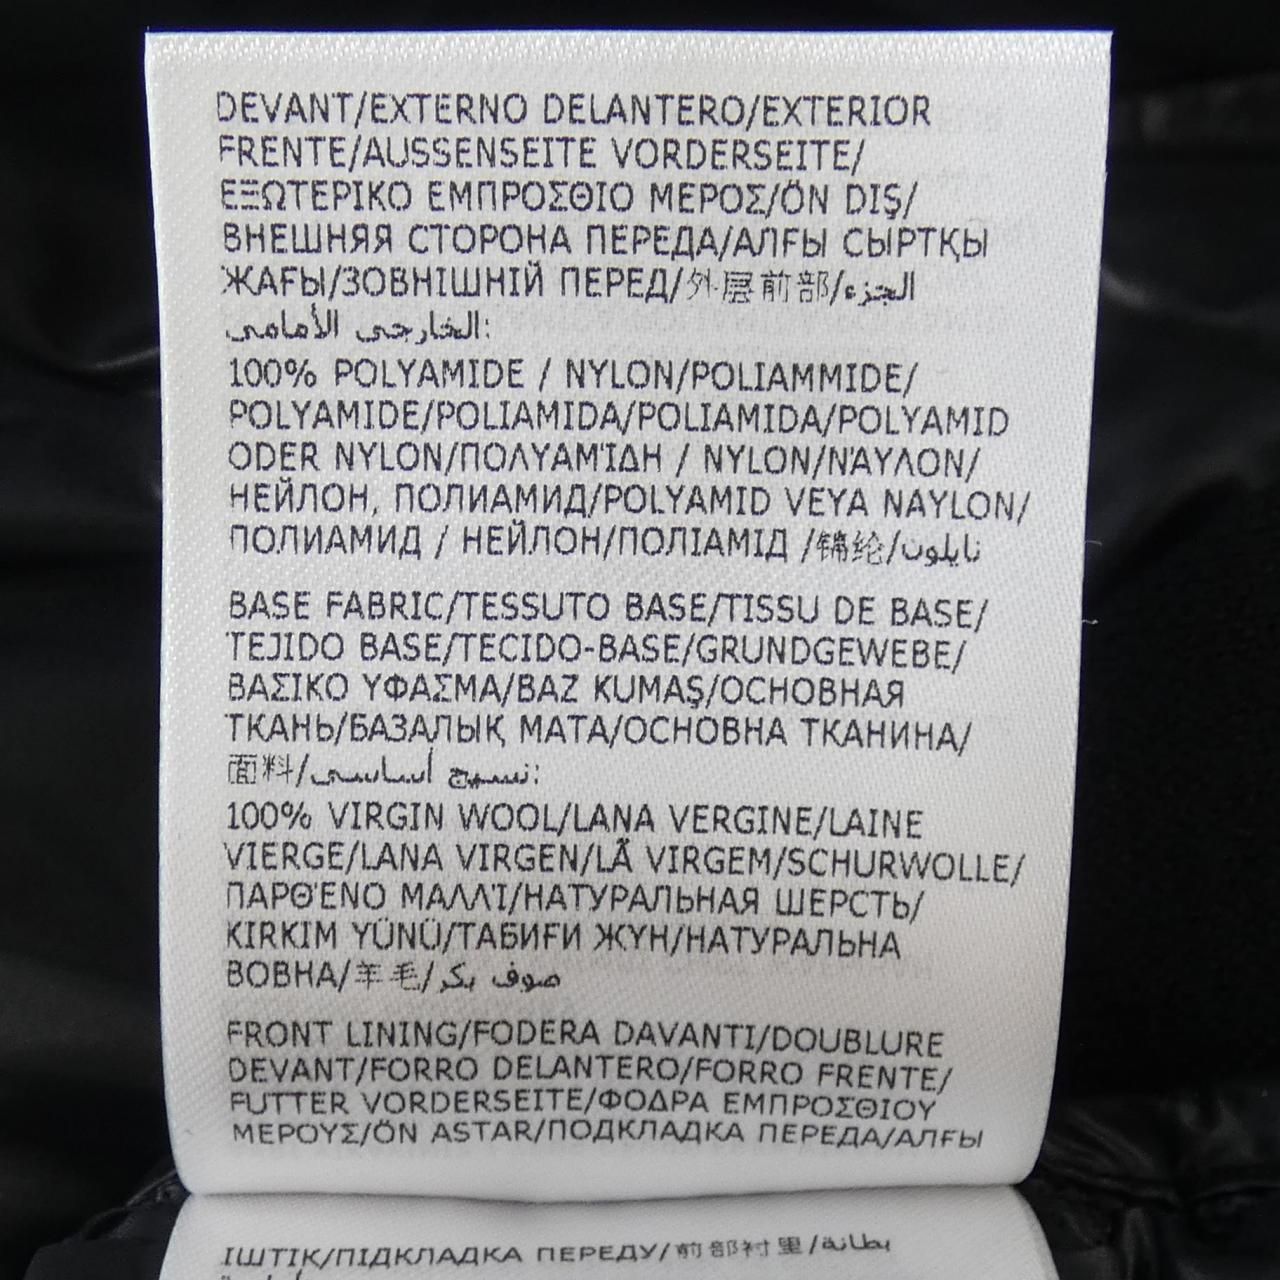 DEVANT/EXTERNO DELANTERO/EXTERIOR
FRENTE/AUSSENSEITE VORDERSEITE/
ΕΞΩΤΕΡΙΚΟ ΕΜΠΡΟΣΘΙΟ ΜΕΡΟΣ/ÖN DIŞ/
ВНЕШНЯЯ СТОРОНА ПЕРЕДА/АЛҒЫ СЫРТҚЫ
ЖАҒЫ/ЗОВНІШНІЙ ПЕРЕД/外层前部/الجزء
الخارجي الأمامي:
100% POLYAMIDE / NYLON/POLIAMMIDE/
POLYAMIDE/POLIAMIDA/POLIAMIDA/POLYAMID
ODER NYLON/ΠΟΛΥΑΜΊΔΗ / NYLON/ΝΆΥΛΟΝ/
НЕЙЛОН, ПОЛИАМИД/POLYAMID VEYA NAYLON/
ПОЛИАМИД / НЕЙЛОН/ПОЛІАМІД /锦纶/نايلون
BASE FABRIC/TESSUTO BASE/TISSU DE BASE/
TEJIDO BASE/TECIDO-BASE/GRUNDGEWEBE/
ΒΑΣΙΚΟ ΥΦΑΣΜΑ/BAZ KUMAŞ/ОСНОВНАЯ
ТКАНЬ/БАЗАЛЫҚ МАТА/ОСНОВНА ТКАНИНА/
面料/نسيج أساسي:
100% VIRGIN WOOL/LANA VERGINE/LAINE
VIERGE/LANA VIRGEN/LÃ VIRGEM/SCHURWOLLE/
ΠΑΡΘΈΝΟ ΜΑΛΛΊ/НАТУРАЛЬНАЯ ШЕРСТЬ/
KIRKIM YÜNÜ/ТАБИҒИ ЖҮН/НАТУРАЛЬНА
ВОВНА/羊毛/صوف بكر
FRONT LINING/FODERA DAVANTI/DOUBLURE
DEVANT/FORRO DELANTERO/FORRO FRENTE/
FUTTER VORDERSEITE/ΦΟΔΡΑ ΕΜΠΡΟΣΘΙΟΥ
ΜΕΡΟΥΣ/ÖN ASTAR/ПОДКЛАДКА ПЕРЕДА/АЛҒЫ
ІШТІК/ПІДКЛАДКА ПЕРЕДУ/前部衬里/بطانة